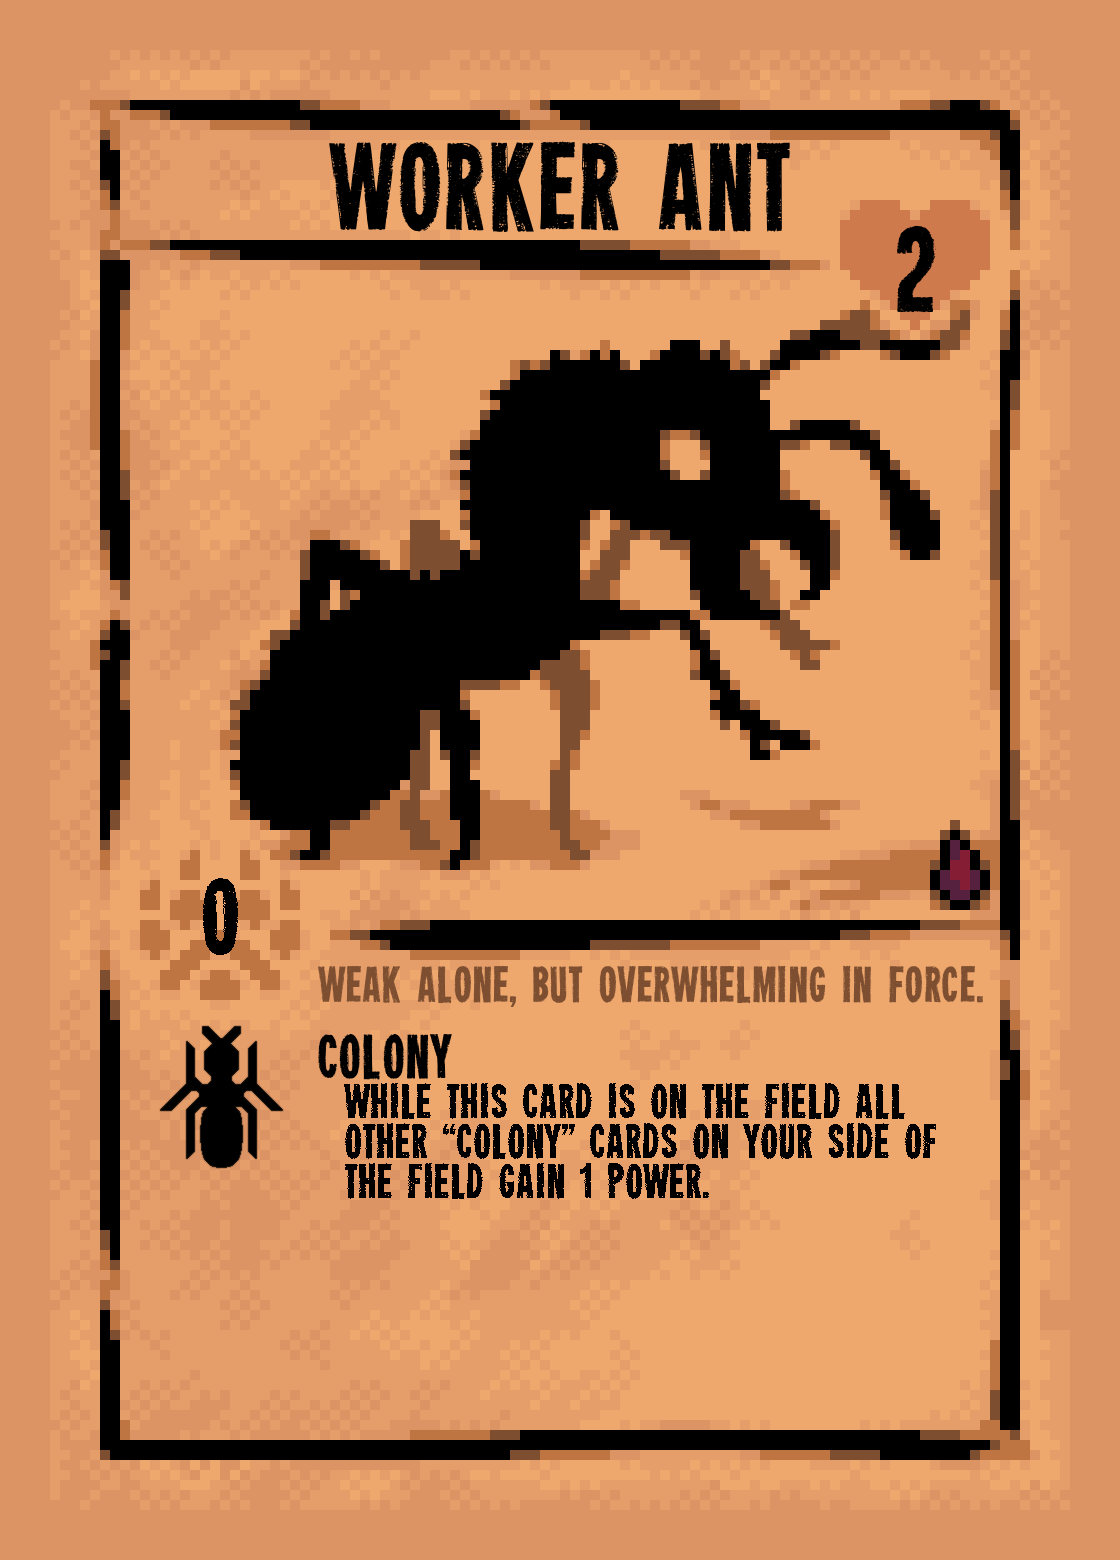 WORKER ANT
2
0
WEAK ALONE, BUT OVERWHELMING IN FORCE.
COLONY
WHILE THIS CARD IS ON THE FIELD ALL
OTHER “COLONY” CARDS ON YOUR SIDE OF
THE FIELD GAIN 1 POWER.